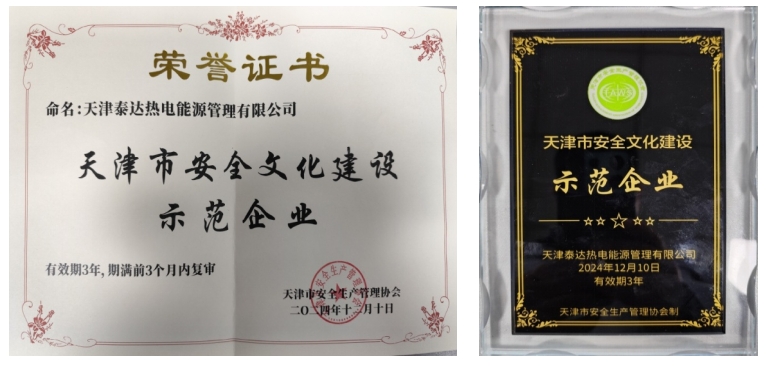 荣誉证书
命名:天津泰达热电能源管理有限公司
天津市安全文化建设
示范企业
有效期3年,期满前3个月内复审
天津市安全生产管理协会
二〇二四年十二月十日
天津市安全文化建设
示范企业
天津泰达热电能源管理有限公司
2024年12月10日
有效期3年
天津市安全生产管理协会制